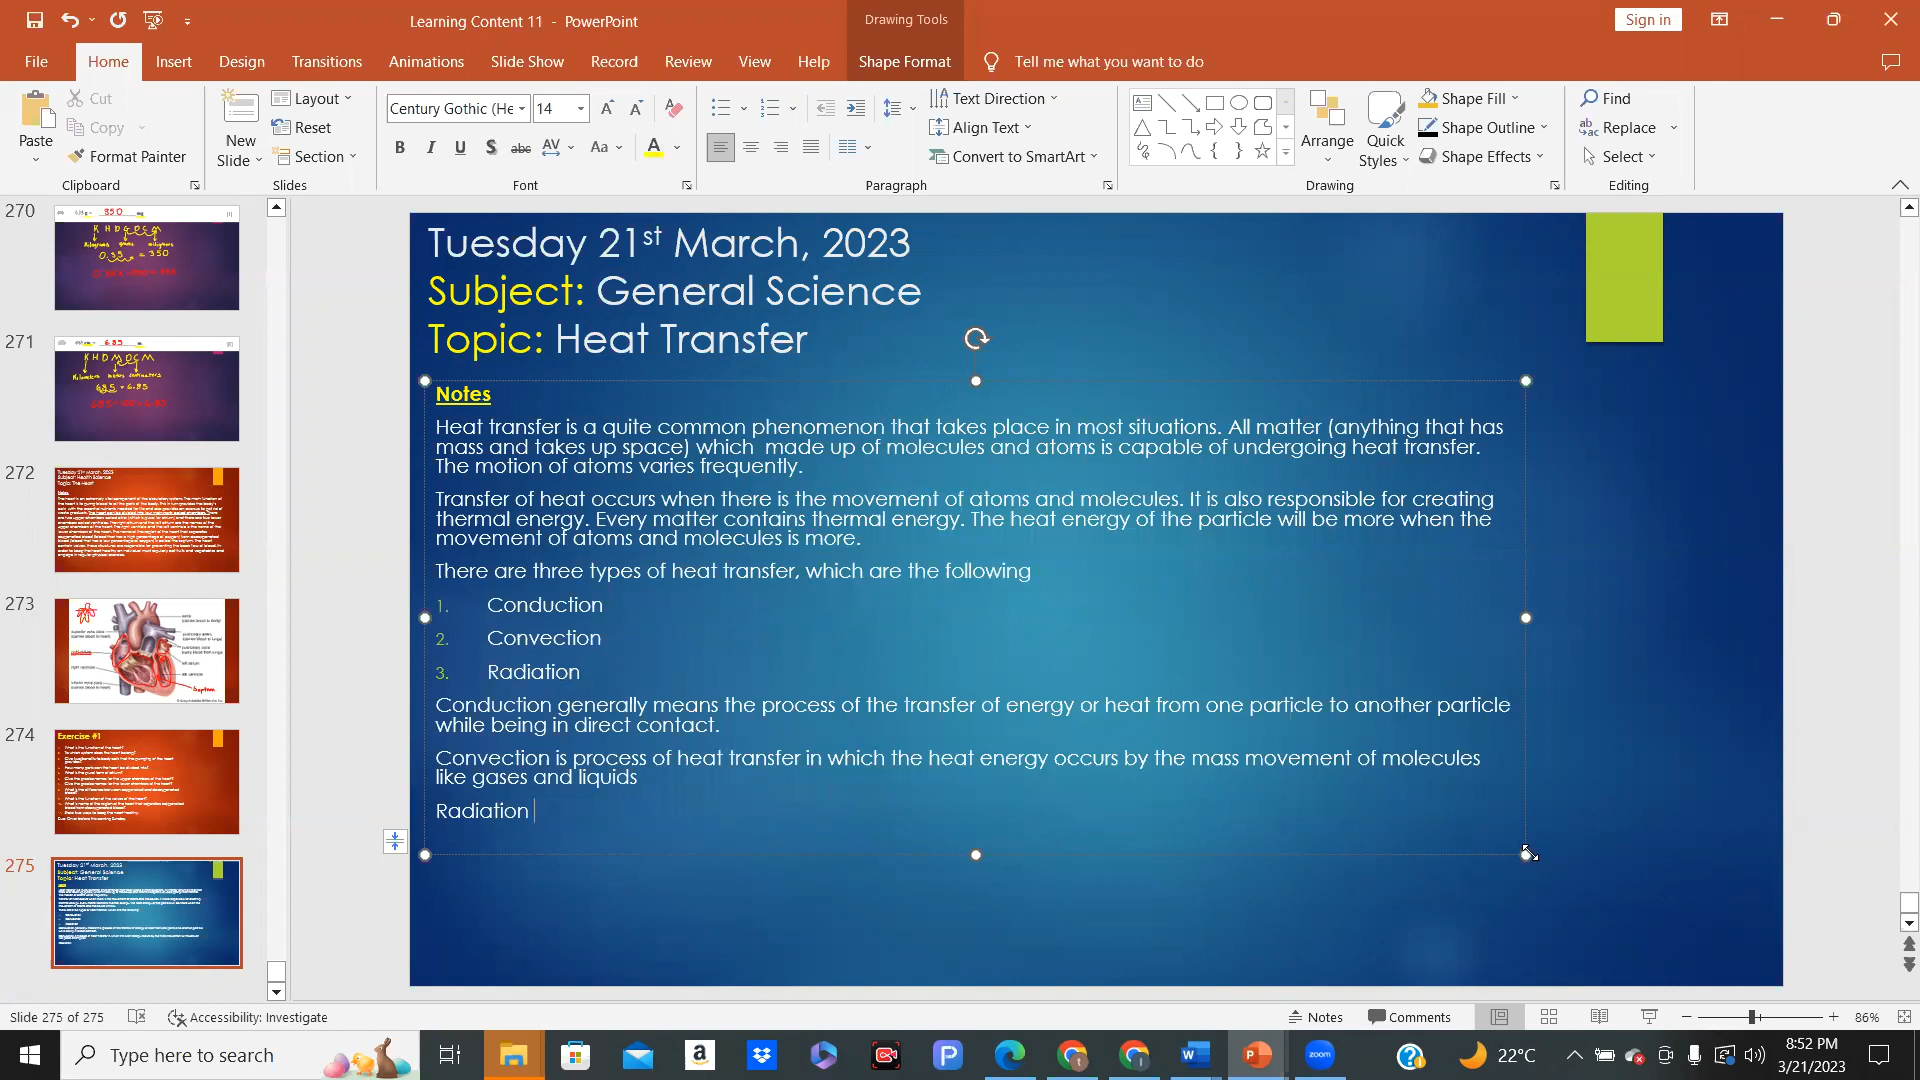 Learning Content 11 - PowerPoint
Drawing Tools
Sign in
File
Home
Insert
Design
Transitions
Animations
Slide Show
Record
Review
View
Help
Shape Format
Tell me what you want to do
Paste
Cut
Copy
Format Painter
Clipboard
New
Slide
Layout
Reset
Section
Slides
Century Gothic (He
14
Font
Text Direction
Align Text
Convert to SmartArt
Paragraph
Arrange
Quick
Styles
Shape Fill
Shape Outline
Shape Effects
Drawing
Find
Replace
Select
Editing
270
271
272
273
274
Exercise #1
275
Tuesday 21st March, 2023
Subject: General Science
Topic: Heat Transfer
Notes
Heat transfer is a quite common phenomenon that takes place in most situations. All matter (anything that has
mass and takes up space) which  made up of molecules and atoms is capable of undergoing heat transfer.
The motion of atoms varies frequently.
Transfer of heat occurs when there is the movement of atoms and molecules. It is also responsible for creating
thermal energy. Every matter contains thermal energy. The heat energy of the particle will be more when the
movement of atoms and molecules is more.
There are three types of heat transfer, which are the following
1. Conduction
2. Convection
3. Radiation
Conduction generally means the process of the transfer of energy or heat from one particle to another particle
while being in direct contact.
Convection is process of heat transfer in which the heat energy occurs by the mass movement of molecules
like gases and liquids
Radiation
Slide 275 of 275
Accessibility: Investigate
Notes
Comments
86%
Type here to search
zoom
22°C
8:52 PM
3/21/2023